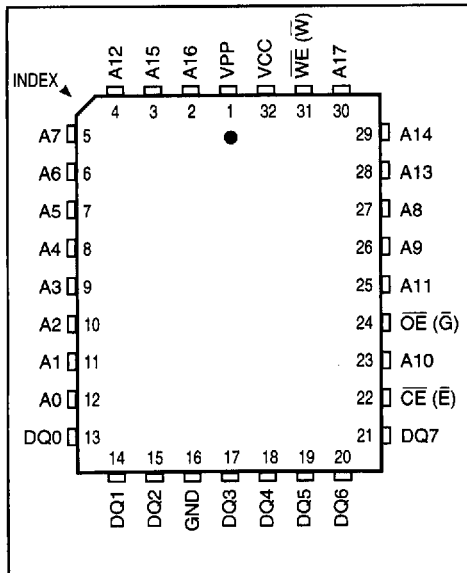 A12 A15 A16 VPP VCC W̅E̅ (W̅) A17
INDEX
4 3 2 1 32 31 30
A7 5 29 A14
A6 6 28 A13
A5 7 27 A8
A4 8 26 A9
A3 9 25 A11
A2 10 24 O̅E̅ (G̅)
A1 11 23 A10
A0 12 22 C̅E̅ (E̅)
DQ0 13 21 DQ7
14 15 16 17 18 19 20
DQ1 DQ2 GND DQ3 DQ4 DQ5 DQ6